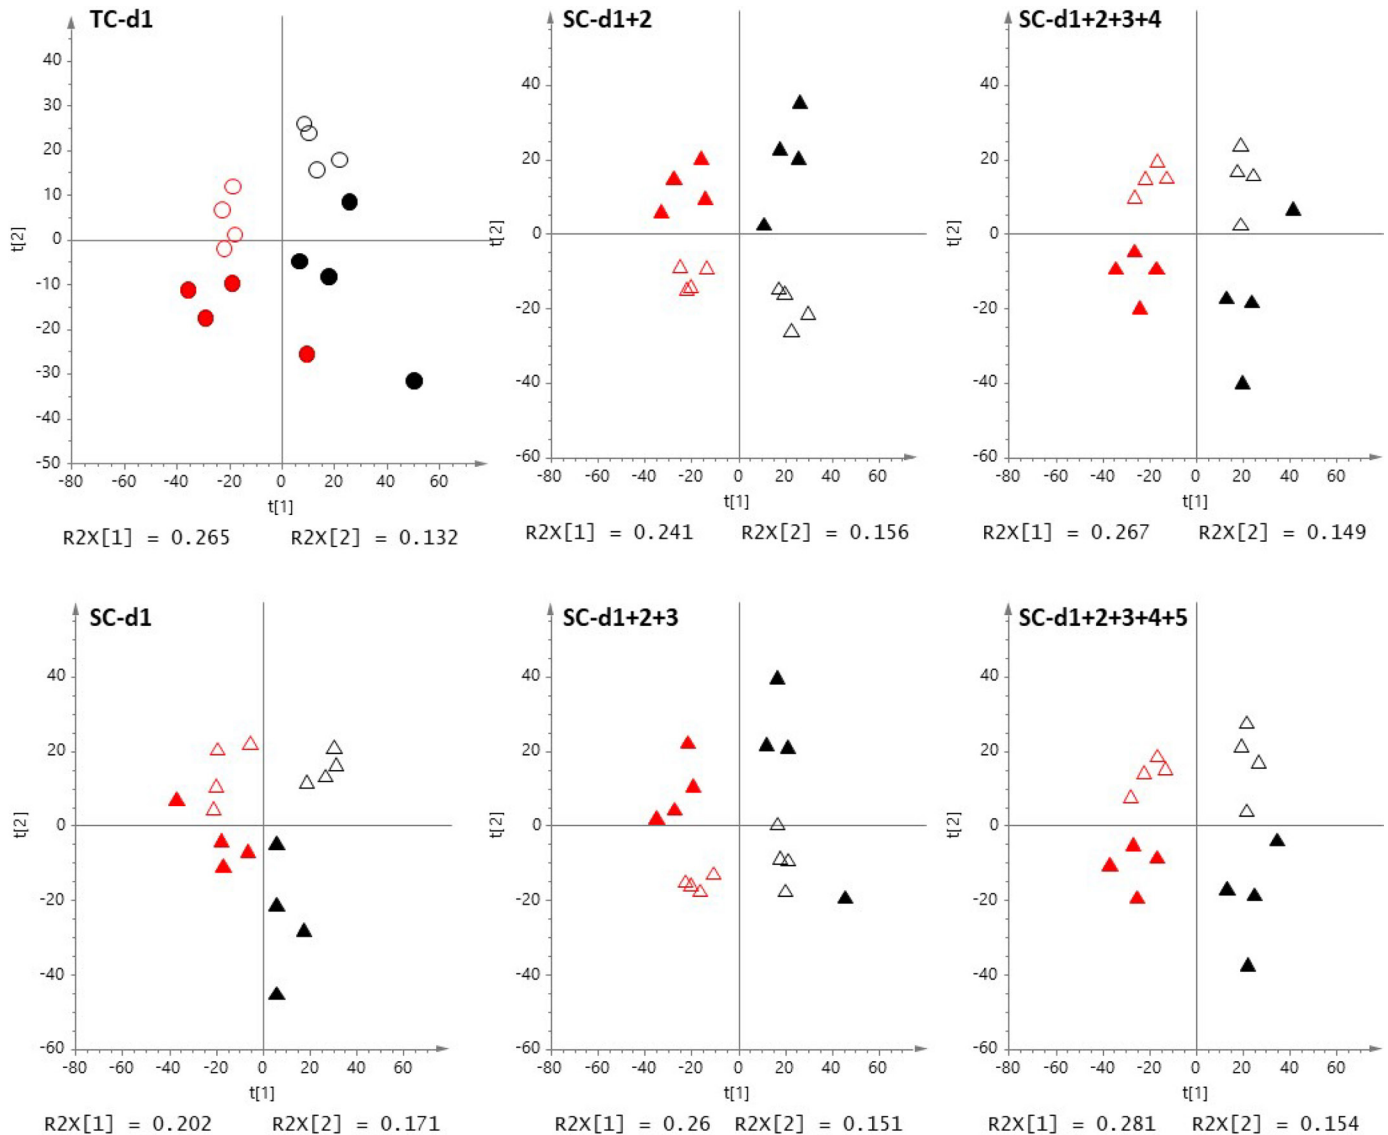 TC-d1
40
30
20
10
0
-10
-20
-30
-40
-50
t[2]
-80 -60 -40 -20 0 20 40 60
t[1]
R2X[1] = 0.265 R2X[2] = 0.132
SC-d1+2
40
20
0
-20
-40
-60
t[2]
-80 -60 -40 -20 0 20 40 60
t[1]
R2X[1] = 0.241 R2X[2] = 0.156
SC-d1+2+3+4
40
20
0
-20
-40
-60
t[2]
-80 -60 -40 -20 0 20 40 60
t[1]
R2X[1] = 0.267 R2X[2] = 0.149
SC-d1
40
20
0
-20
-40
-60
t[2]
-80 -60 -40 -20 0 20 40 60
t[1]
R2X[1] = 0.202 R2X[2] = 0.171
SC-d1+2+3
40
20
0
-20
-40
-60
t[2]
-80 -60 -40 -20 0 20 40 60
t[1]
R2X[1] = 0.26 R2X[2] = 0.151
SC-d1+2+3+4+5
40
20
0
-20
-40
-60
t[2]
-80 -60 -40 -20 0 20 40 60
t[1]
R2X[1] = 0.281 R2X[2] = 0.154